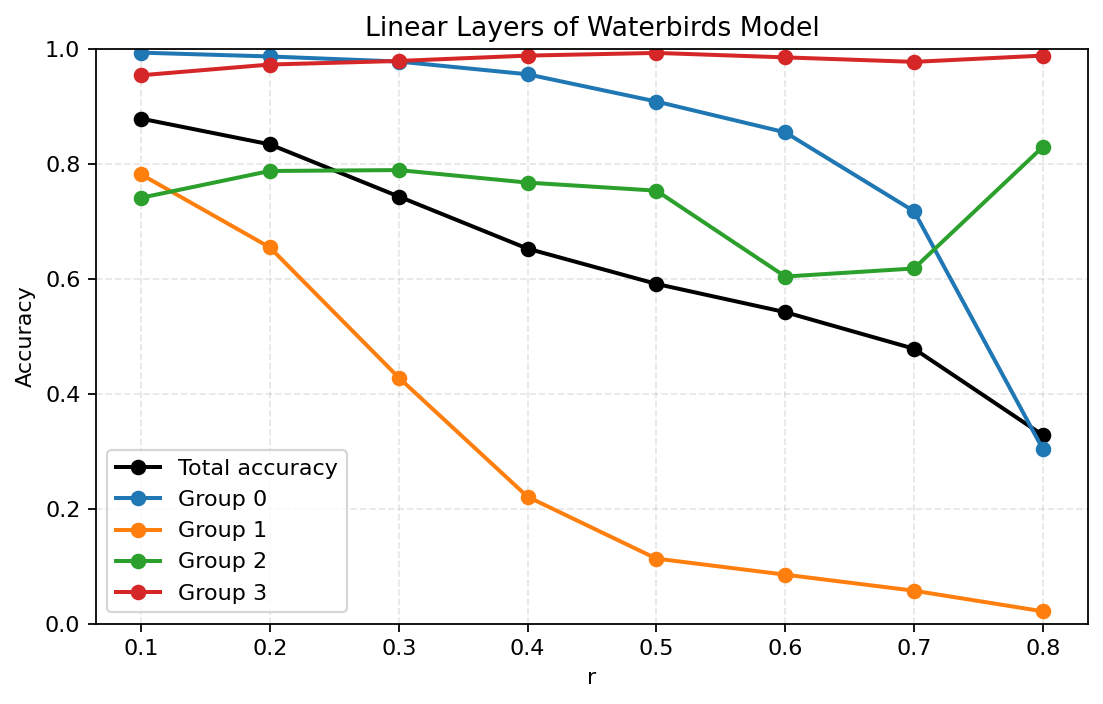 Linear Layers of Waterbirds Model
1.0
0.8
0.6
0.4
0.2
0.0
Accuracy
Total accuracy
Group 0
Group 1
Group 2
Group 3
0.1 0.2 0.3 0.4 0.5 0.6 0.7 0.8
r